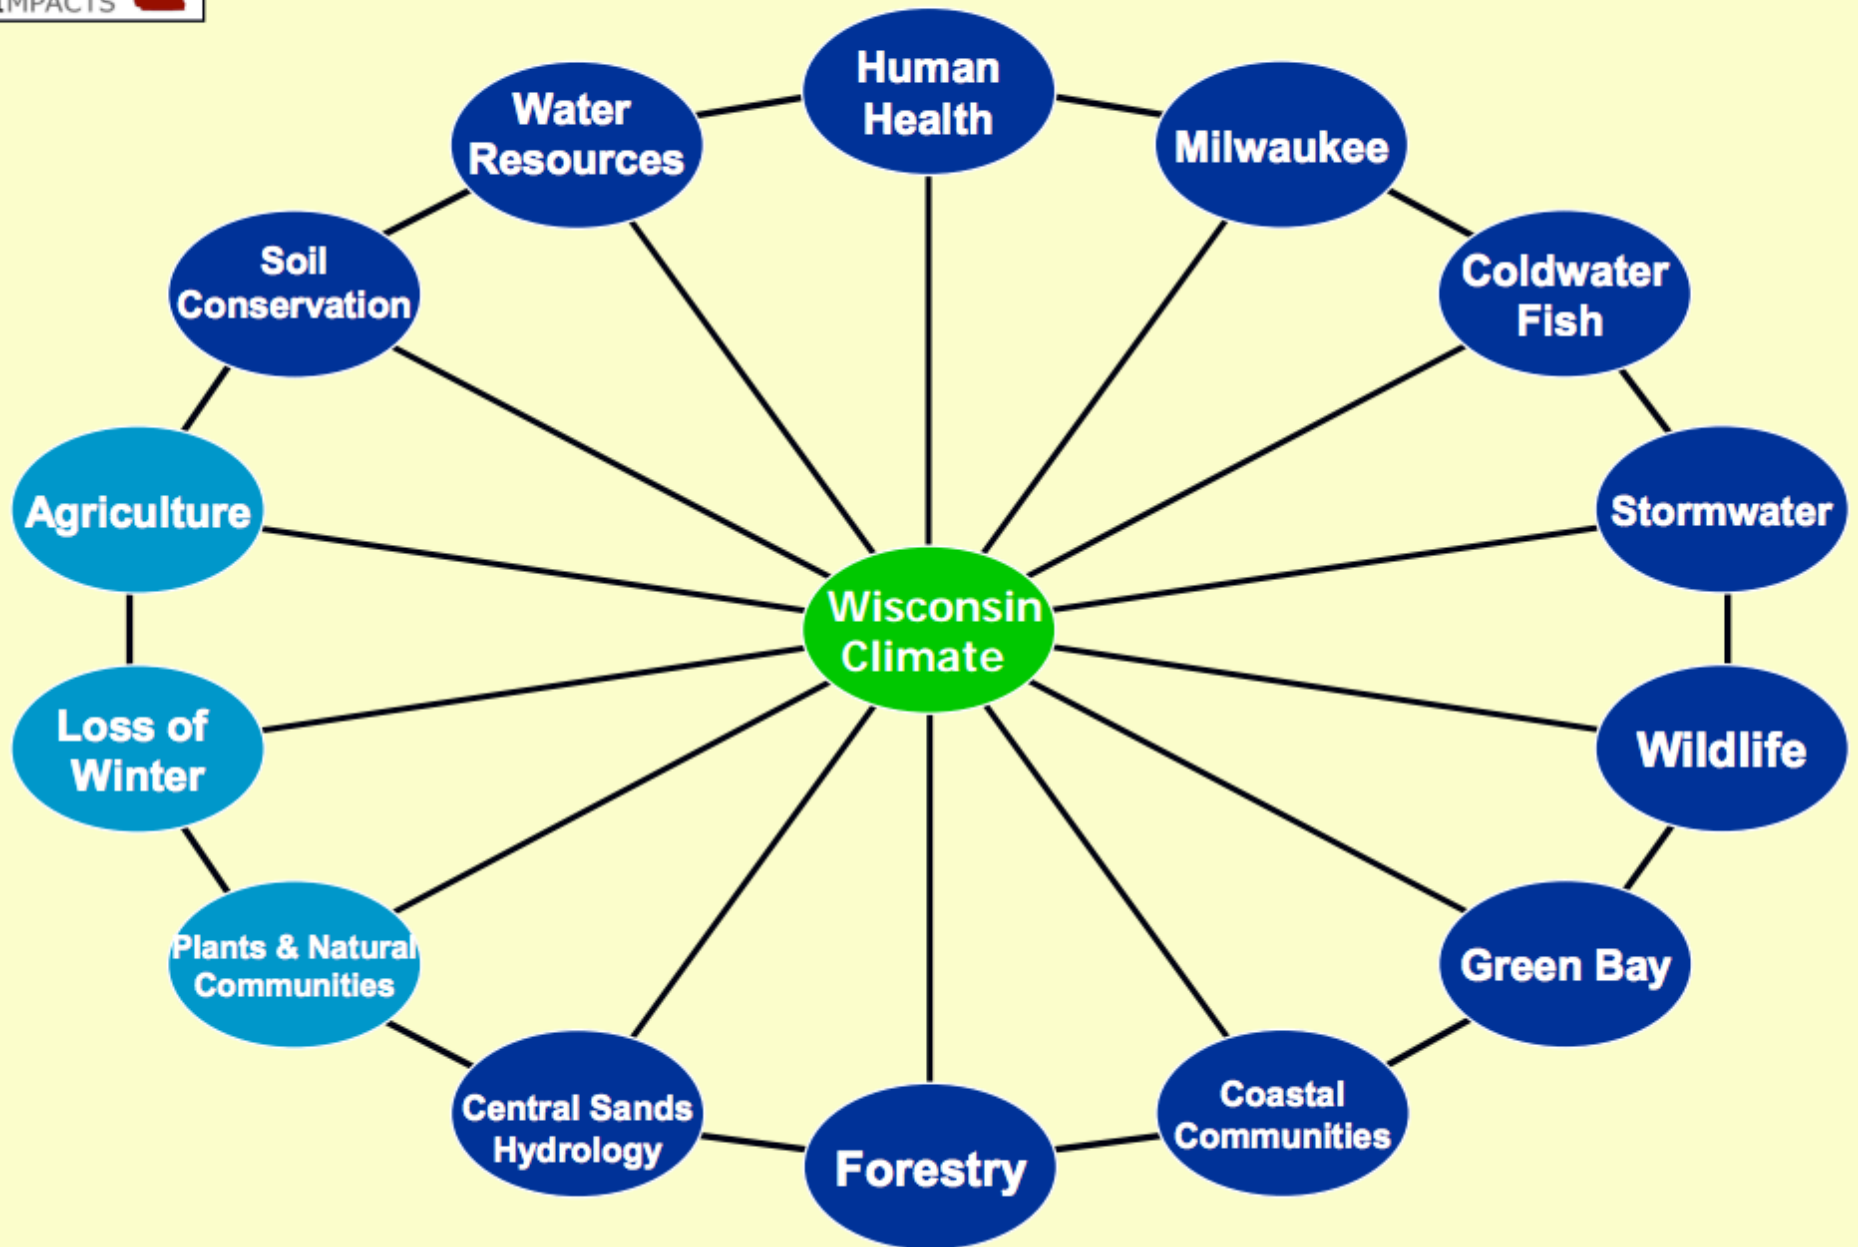 IMPACTS
Human
Health
Water
Resources
Milwaukee
Soil
Conservation
Coldwater
Fish
Agriculture
Stormwater
Wisconsin
Climate
Loss of
Winter
Wildlife
Plants & Natural
Communities
Green Bay
Central Sands
Hydrology
Coastal
Communities
Forestry